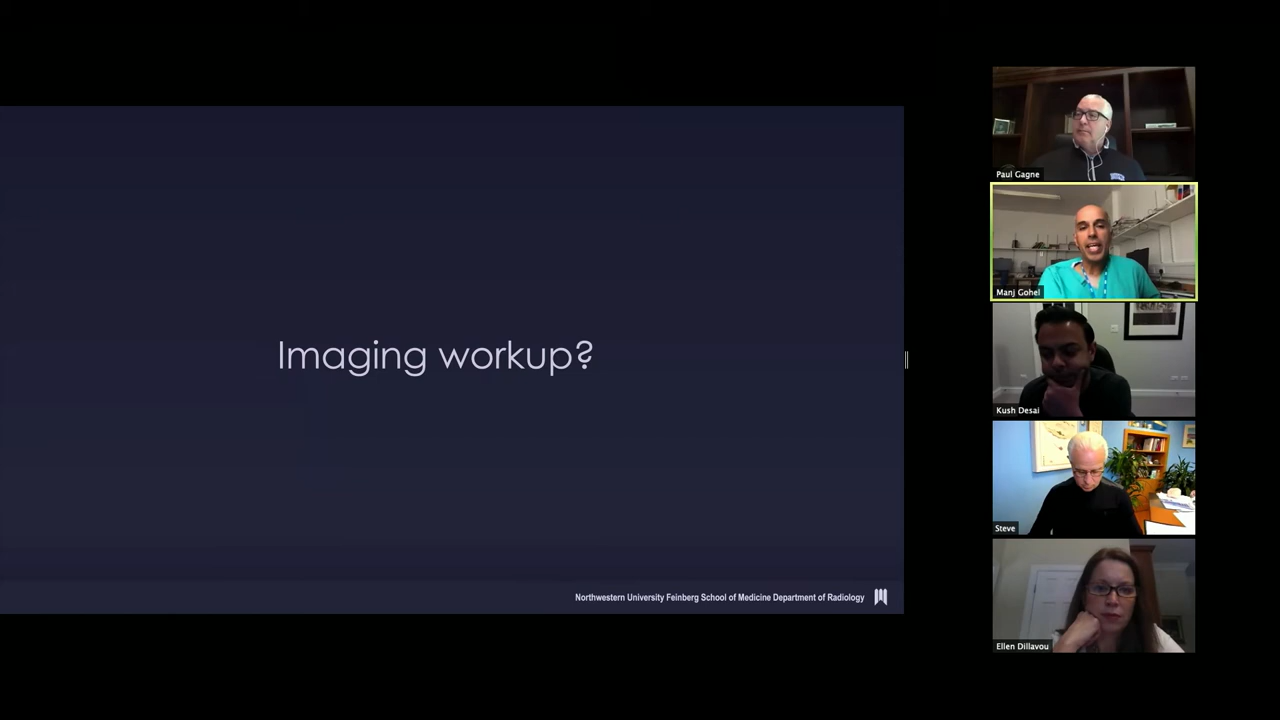 Imaging workup?
Northwestern University Feinberg School of Medicine Department of Radiology
Paul Gagne
Manj Gohel
Kush Desai
Steve
Ellen Dillavou